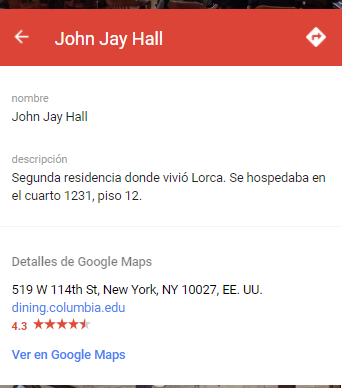 John Jay Hall
nombre
John Jay Hall
descripción
Segunda residencia donde vivió Lorca. Se hospedaba en
el cuarto 1231, piso 12.
Detalles de Google Maps
519 W 114th St, New York, NY 10027, EE. UU.
dining.columbia.edu
4.3
Ver en Google Maps